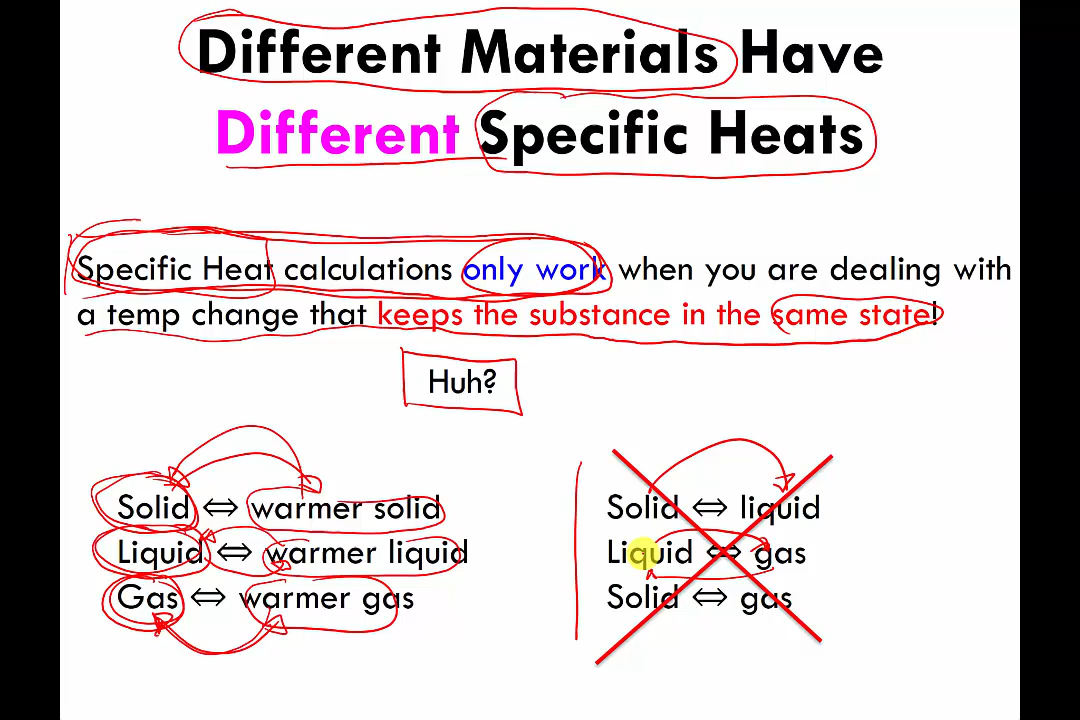 Different Materials Have
Different Specific Heats
Specific Heat calculations only work when you are dealing with
a temp change that keeps the substance in the same state!
Huh?
Solid ⇔ warmer solid
Liquid ⇔ warmer liquid
Gas ⇔ warmer gas
Solid ⇔ liquid
Liquid ⇔ gas
Solid ⇔ gas